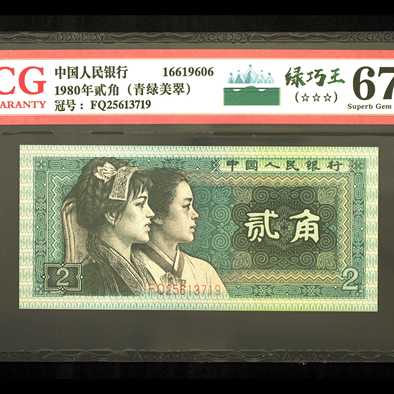 CG
ARANTY
中国人民银行 16619606
1980年贰角（青绿美翠）
冠号：FQ25613719
绿巧王
(☆☆☆)
67
Superb Gem
中国人民银行
贰角
2
FQ25613719
2